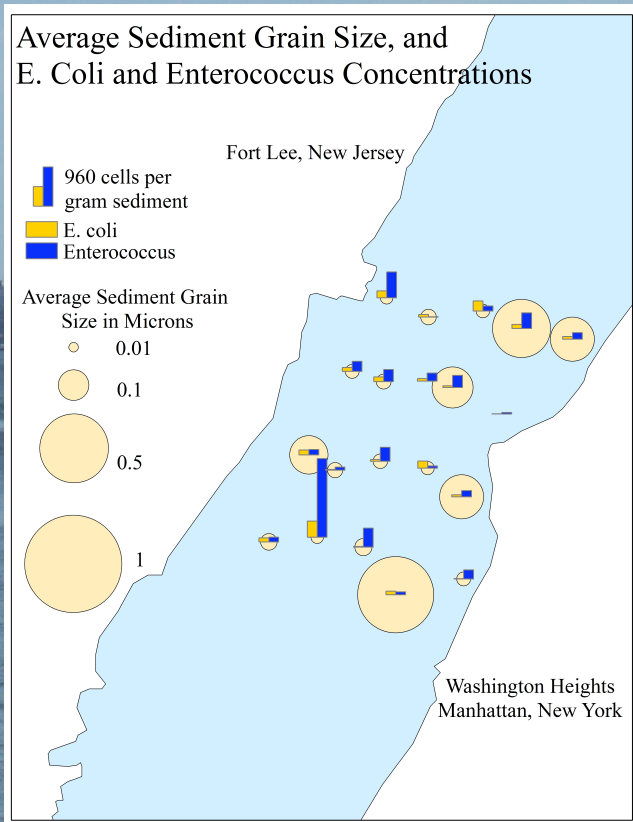 Average Sediment Grain Size, and
E. Coli and Enterococcus Concentrations
Fort Lee, New Jersey
960 cells per
gram sediment
E. coli
Enterococcus
Average Sediment Grain
Size in Microns
0.01
0.1
0.5
1
Washington Heights
Manhattan, New York